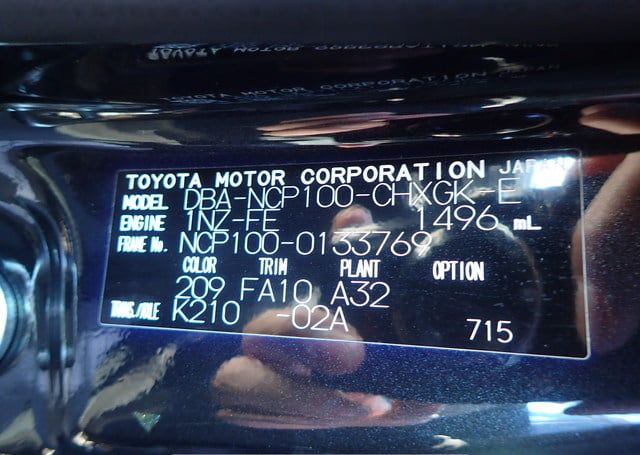 TOYOTA MOTOR CORPORATION JAPAN
MODEL DBA-NCP100-CHXGK-E
ENGINE 1NZ-FE 1496 mL
FRAME No. NCP100-0133769
COLOR TRIM PLANT OPTION
209 FA10 A32
TRANS./AXLE K210 -02A 715